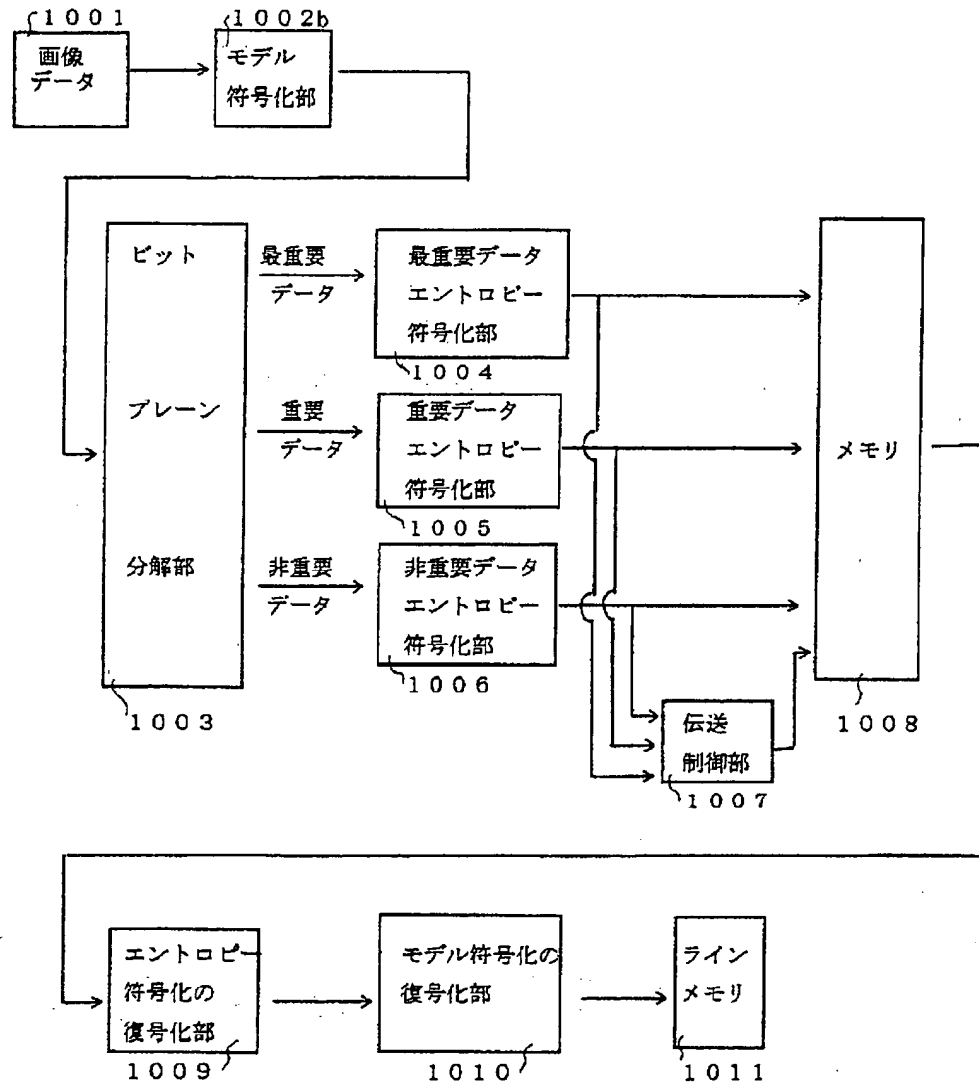 1001
画像
データ
1002b
モデル
符号化部
ビット
プレーン
分解部
1003
最重要
データ
重要
データ
非重要
データ
最重要データ
エントロピー
符号化部
1004
重要データ
エントロピー
符号化部
1005
非重要データ
エントロピー
符号化部
1006
伝送
制御部
1007
メモリ
1008
エントロピー
符号化の
復号化部
1009
モデル符号化の
復号化部
1010
ライン
メモリ
1011